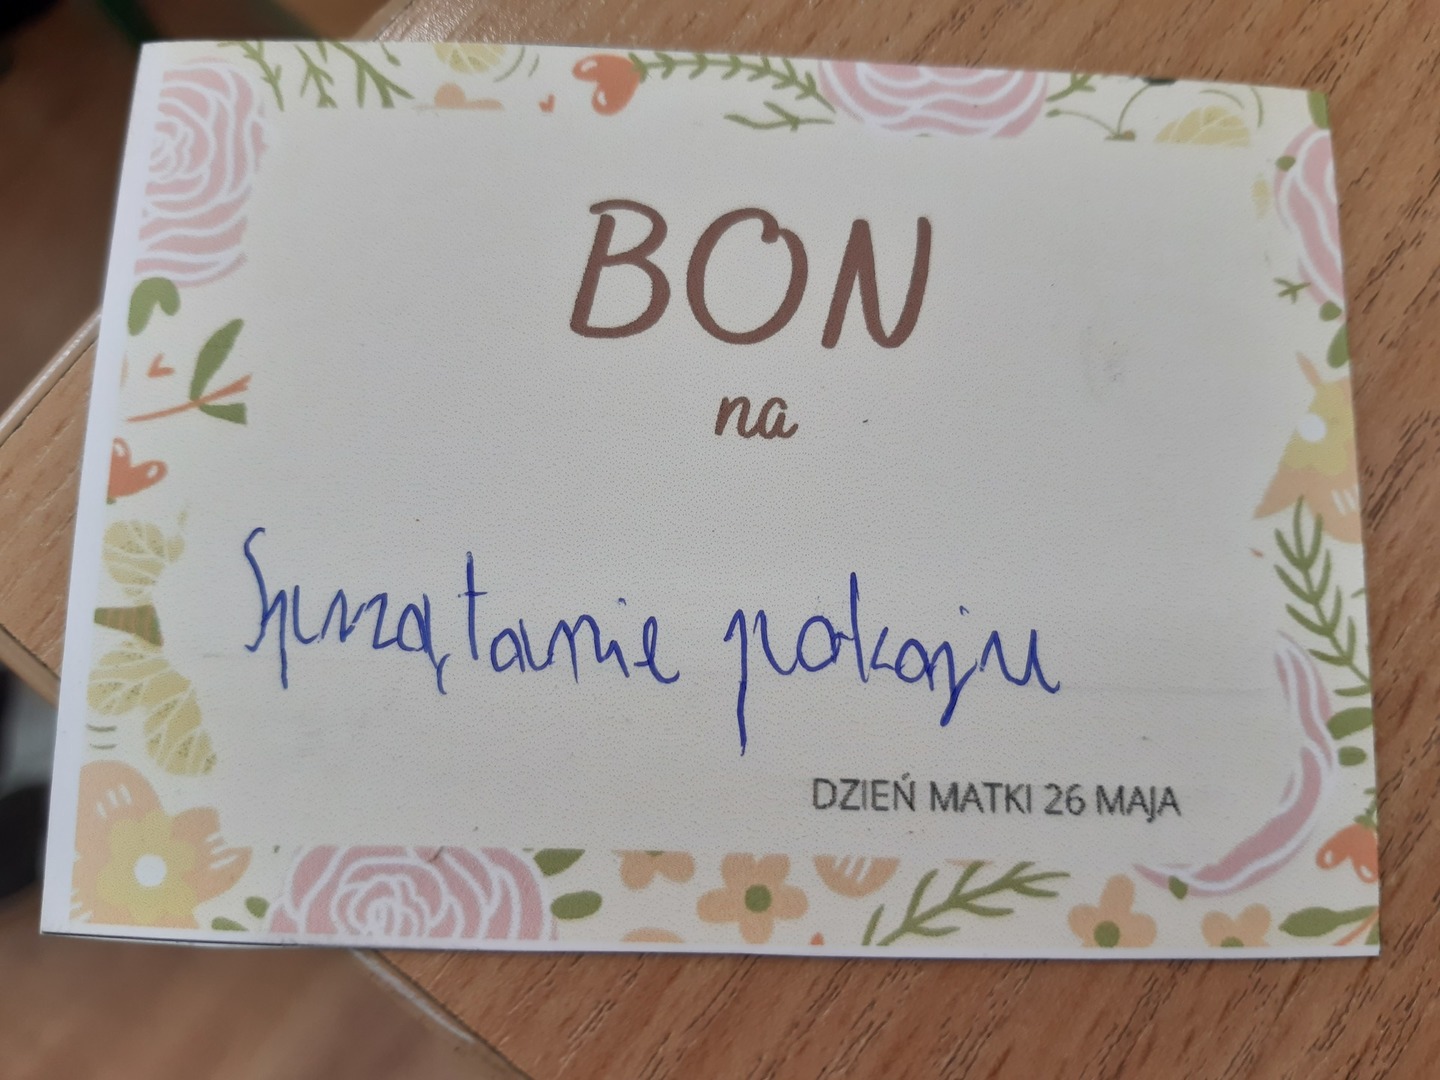 BON
na
Sprzątanie pokoju
DZIEŃ MATKI 26 MAJA